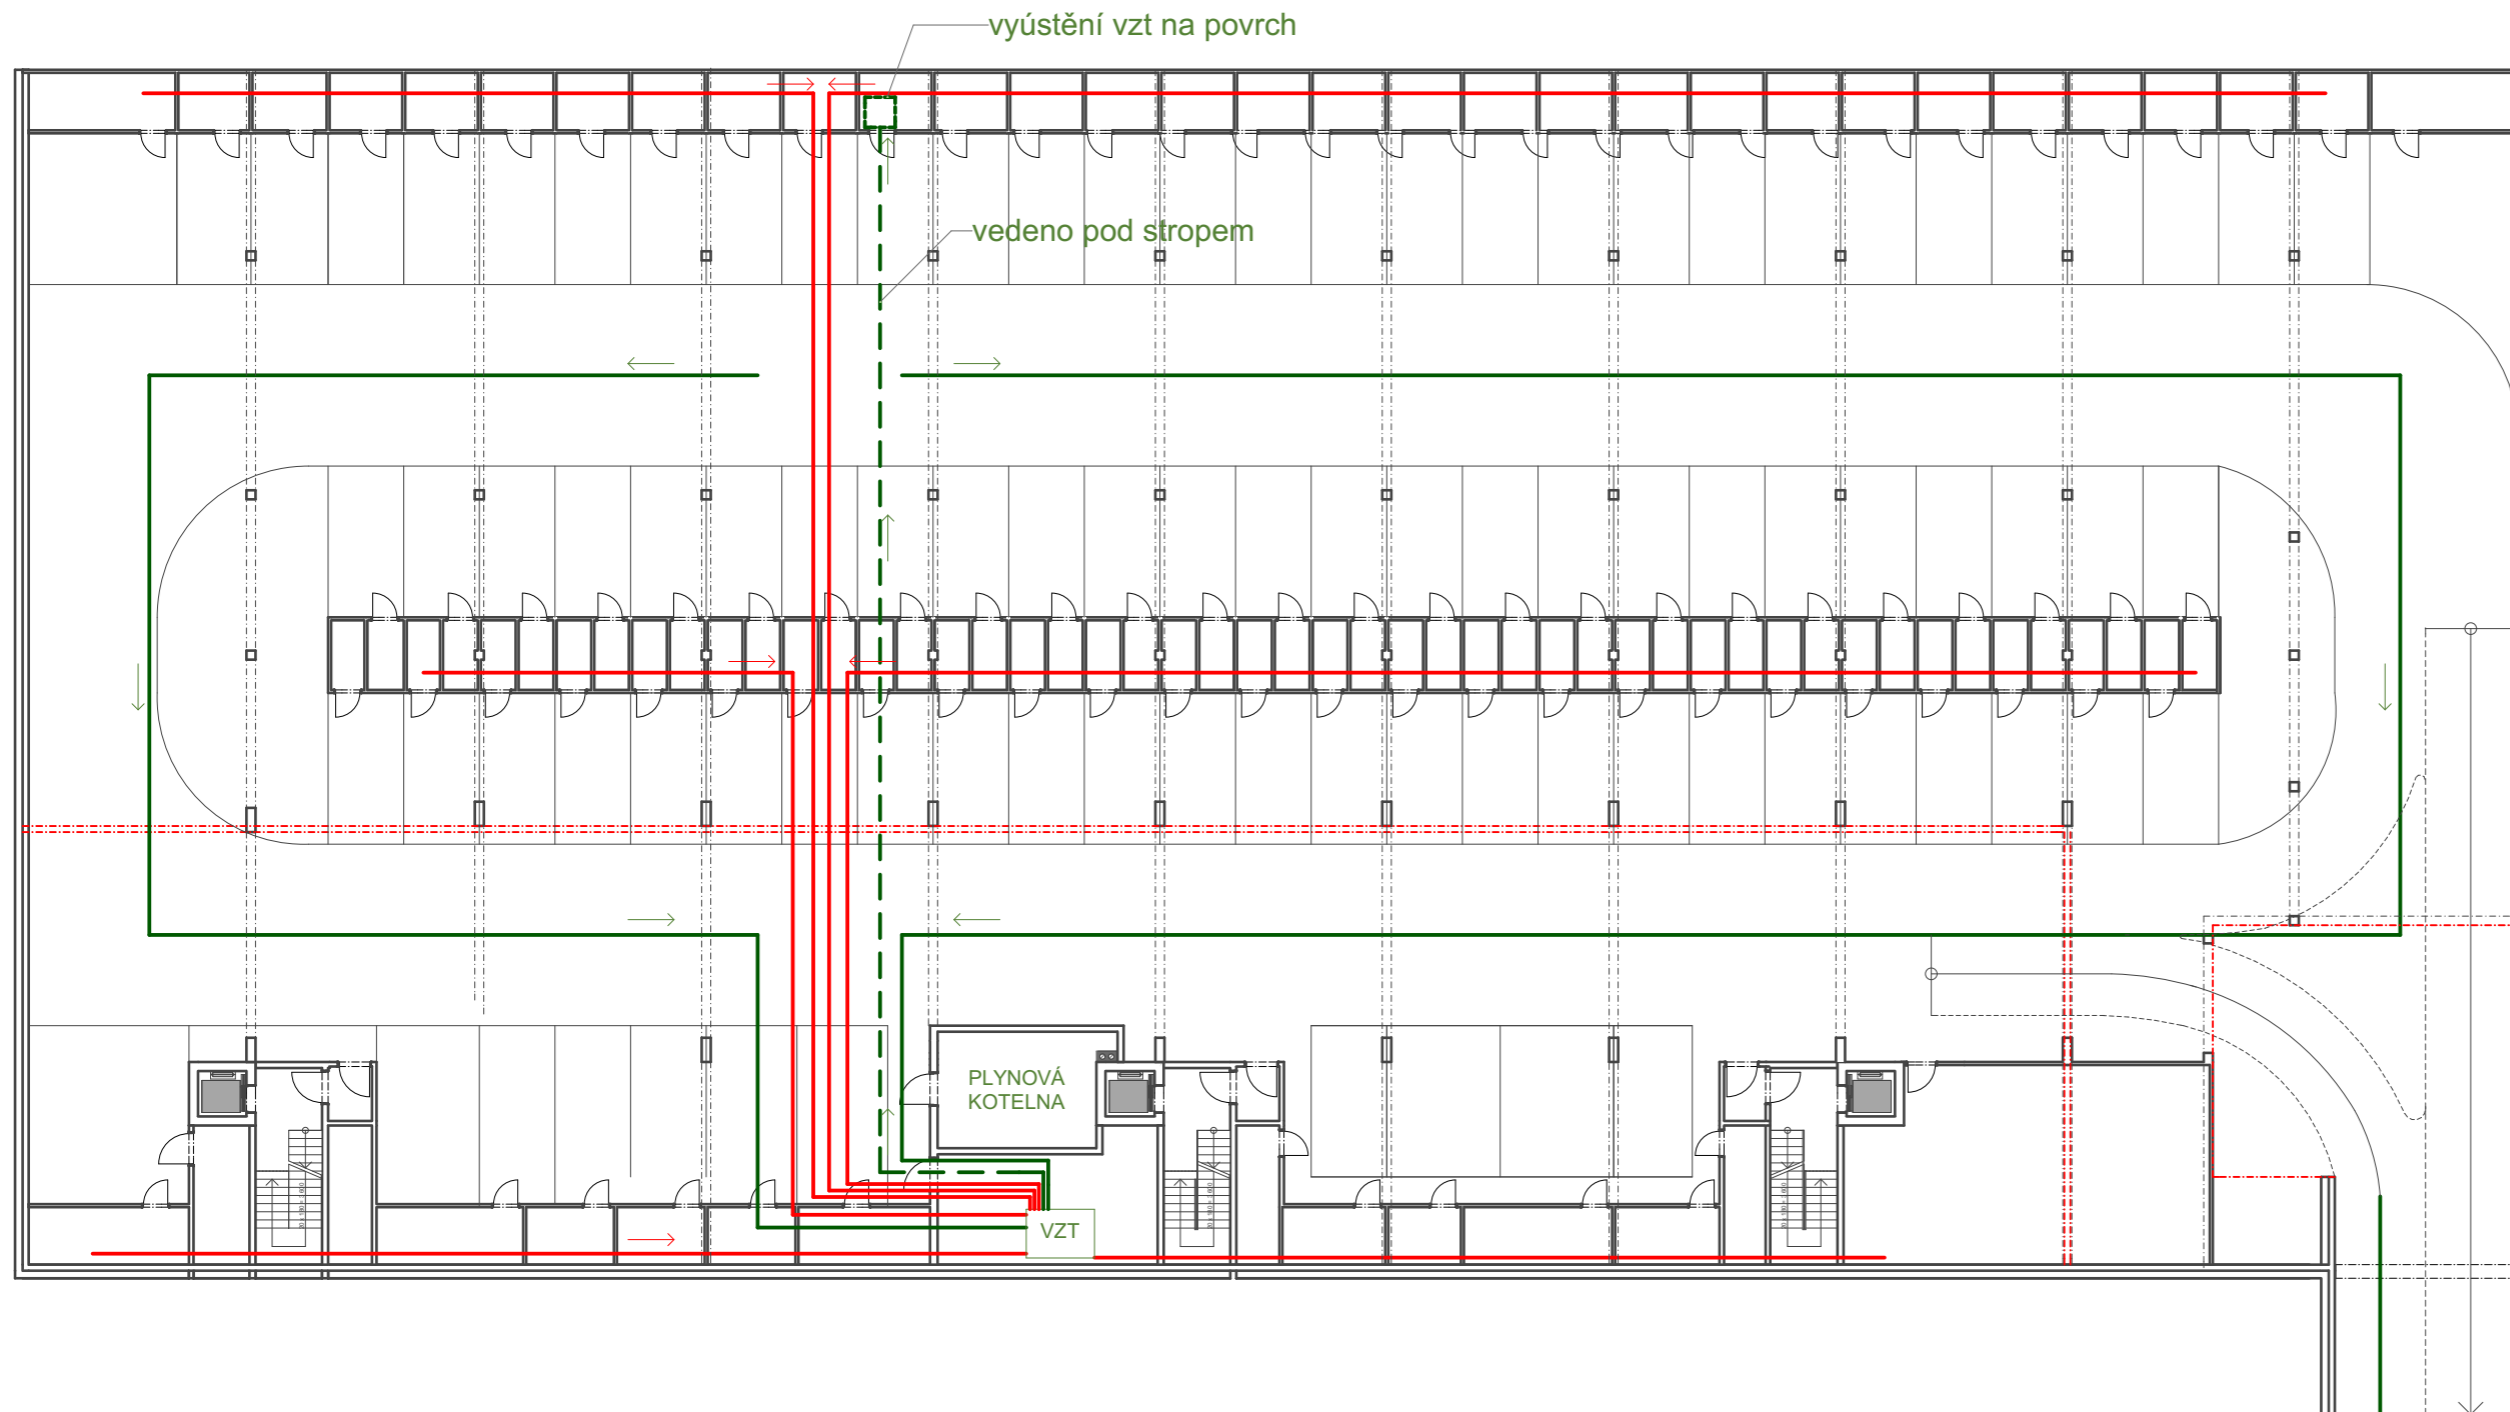 vyústění vzt na povrch
vedeno pod stropem
PLYNOVÁ
KOTELNA
VZT